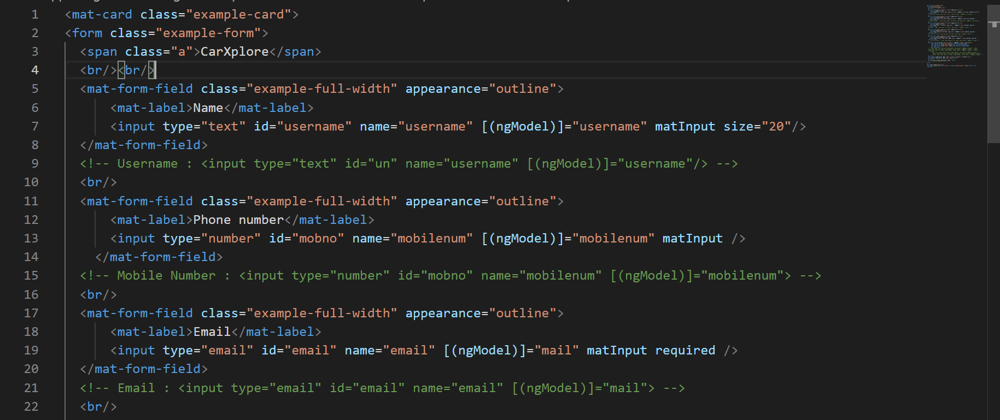 1 <mat-card class="example-card">
2 <form class="example-form">
3 <span class="a">CarXplore</span>
4 <br/><br/>
5 <mat-form-field class="example-full-width" appearance="outline">
6 <mat-label>Name</mat-label>
7 <input type="text" id="username" name="username" [(ngModel)]="username" matInput size="20"/>
8 </mat-form-field>
9 <!-- Username : <input type="text" id="un" name="username" [(ngModel)]="username"/> -->
10 <br/>
11 <mat-form-field class="example-full-width" appearance="outline">
12 <mat-label>Phone number</mat-label>
13 <input type="number" id="mobno" name="mobilenum" [(ngModel)]="mobilenum" matInput />
14 </mat-form-field>
15 <!-- Mobile Number : <input type="number" id="mobno" name="mobilenum" [(ngModel)]="mobilenum"> -->
16 <br/>
17 <mat-form-field class="example-full-width" appearance="outline">
18 <mat-label>Email</mat-label>
19 <input type="email" id="email" name="email" [(ngModel)]="mail" matInput required />
20 </mat-form-field>
21 <!-- Email : <input type="email" id="email" name="email" [(ngModel)]="mail"> -->
22 <br/>